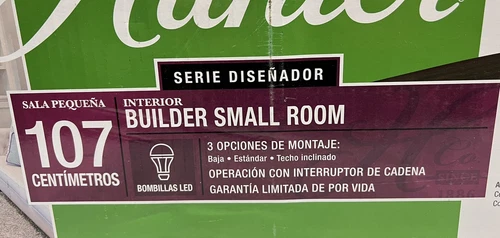 Hunter
SERIE DISEÑADOR
SALA PEQUEÑA
107
CENTÍMETROS
INTERIOR
BUILDER SMALL ROOM
BOMBILLAS LED
3 OPCIONES DE MONTAJE:
Baja • Estándar • Techo inclinado
OPERACIÓN CON INTERRUPTOR DE CADENA
GARANTÍA LIMITADA DE POR VIDA